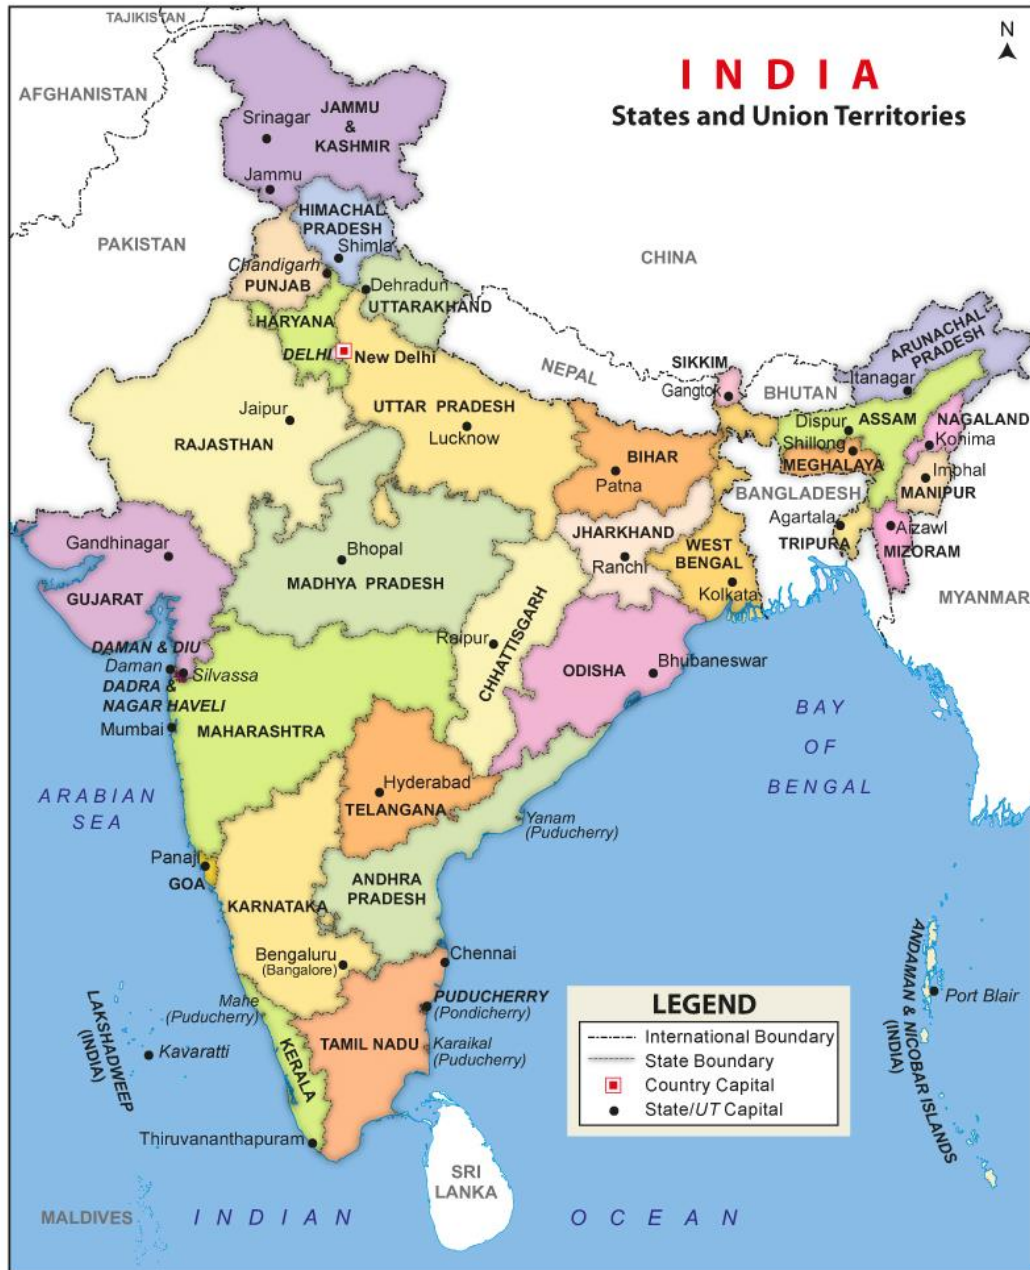 TAJIKISTAN
N
INDIA
States and Union Territories
AFGHANISTAN
JAMMU
&
KASHMIR
Srinagar
Jammu
HIMACHAL
PRADESH
Shimla
PAKISTAN
CHINA
Chandigarh
PUNJAB
Dehradun
UTTARAKHAND
HARYANA
DELHI
New Delhi
NEPAL
SIKKIM
Gangtok
BHUTAN
ARUNACHAL
PRADESH
Itanagar
Jaipur
RAJASTHAN
UTTAR PRADESH
Lucknow
BIHAR
Patna
Dispur
ASSAM
NAGALAND
Kohima
Shillong
MEGHALAYA
Imphal
MANIPUR
BANGLADESH
Agartala
TRIPURA
Aizawl
MIZORAM
MYANMAR
Gandhinagar
GUJARAT
Bhopal
MADHYA PRADESH
JHARKHAND
Ranchi
WEST
BENGAL
Kolkata
CHHATTISGARH
Raipur
ODISHA
Bhubaneswar
DAMAN & DIU
Daman
Silvassa
DADRA &
NAGAR HAVELI
Mumbai
MAHARASHTRA
ARABIAN
SEA
BAY
OF
BENGAL
Hyderabad
TELANGANA
Yanam
(Puducherry)
Panaji
GOA
KARNATAKA
ANDHRA
PRADESH
Bengaluru
(Bangalore)
Chennai
Mahe
(Puducherry)
PUDUCHERRY
(Pondicherry)
Karaikal
(Puducherry)
TAMIL NADU
KERALA
LAKSHADWEEP
(INDIA)
Kavaratti
Thiruvananthapuram
ANDAMAN & NICOBAR ISLANDS
(INDIA)
Port Blair
LEGEND
International Boundary
State Boundary
Country Capital
State/UT Capital
SRI
LANKA
MALDIVES
INDIAN OCEAN